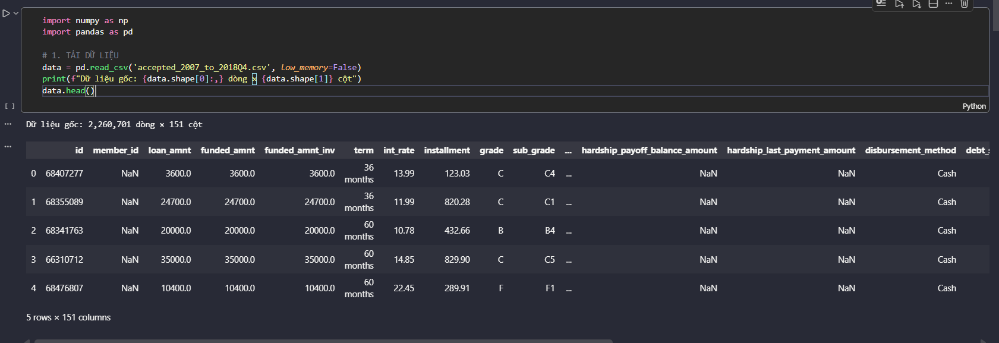 import numpy as np
import pandas as pd
# 1. TẢI DỮ LIỆU
data = pd.read_csv('accepted_2007_to_2018Q4.csv', low_memory=False)
print(f"Dữ liệu gốc: {data.shape[0]:,} dòng × {data.shape[1]} cột")
data.head()
[ ]
Python
Dữ liệu gốc: 2,260,701 dòng × 151 cột
id member_id loan_amnt funded_amnt funded_amnt_inv term int_rate installment grade sub_grade ... hardship_payoff_balance_amount hardship_last_payment_amount disbursement_method debt_s
0 68407277 NaN 3600.0 3600.0 3600.0 36 months 13.99 123.03 C C4 ... NaN NaN Cash
1 68355089 NaN 24700.0 24700.0 24700.0 36 months 11.99 820.28 C C1 ... NaN NaN Cash
2 68341763 NaN 20000.0 20000.0 20000.0 60 months 10.78 432.66 B B4 ... NaN NaN Cash
3 66310712 NaN 35000.0 35000.0 35000.0 60 months 14.85 829.90 C C5 ... NaN NaN Cash
4 68476807 NaN 10400.0 10400.0 10400.0 60 months 22.45 289.91 F F1 ... NaN NaN Cash
5 rows × 151 columns